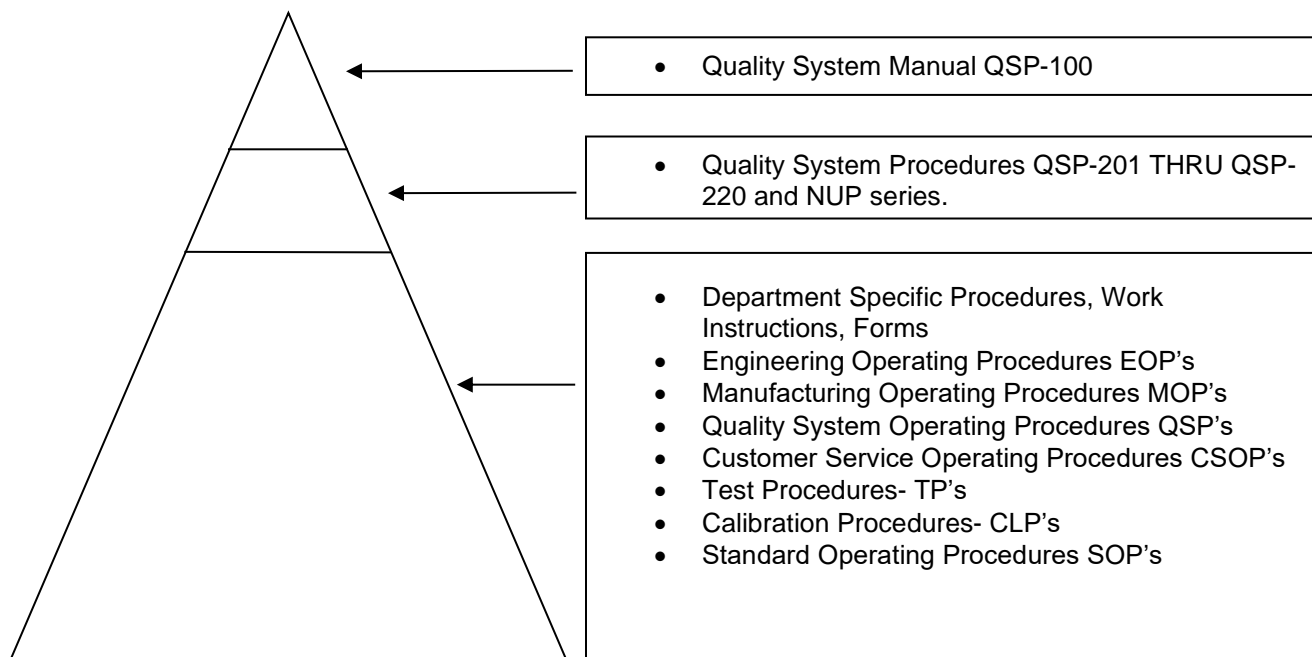 • Quality System Manual QSP-100
• Quality System Procedures QSP-201 THRU QSP-
220 and NUP series.
• Department Specific Procedures, Work
Instructions, Forms
• Engineering Operating Procedures EOP’s
• Manufacturing Operating Procedures MOP’s
• Quality System Operating Procedures QSP’s
• Customer Service Operating Procedures CSOP’s
• Test Procedures- TP’s
• Calibration Procedures- CLP’s
• Standard Operating Procedures SOP’s